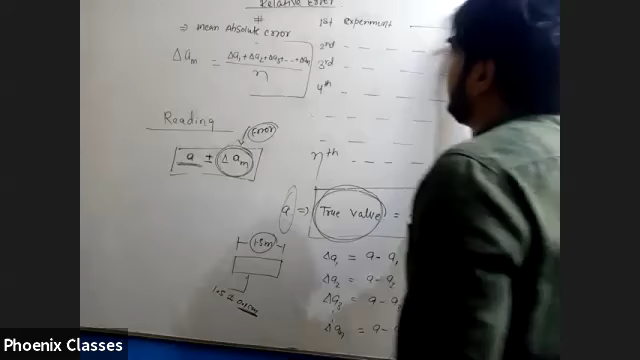 Relative Error
⇒ Mean Absolute error
Δam = Δa1 + Δa2 + Δa3 + ... + Δan / n
Reading
error
a ± Δam
1.5m
1st experiment
2nd
3rd
4th
nth
a ⇒ True Value =
Δa1 = a - a1
Δa2 = a - a2
Δa3 = a - a
Δan = a -
Phoenix Classes